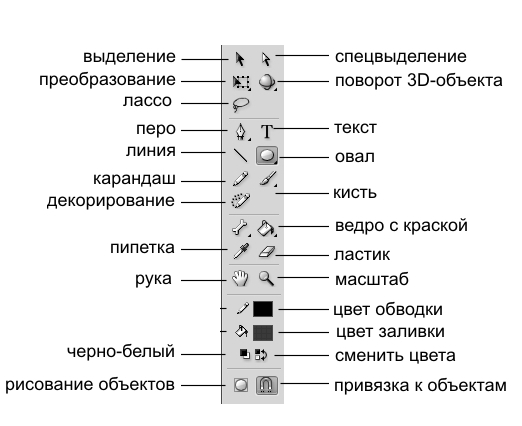 выделение спецвыделение
преобразование поворот 3D-объекта
лассо
перо T текст
линия овал
карандаш кисть
декорирование
ведро с краской
пипетка ластик
рука масштаб
цвет обводки
цвет заливки
черно-белый сменить цвета
рисование объектов привязка к объектам